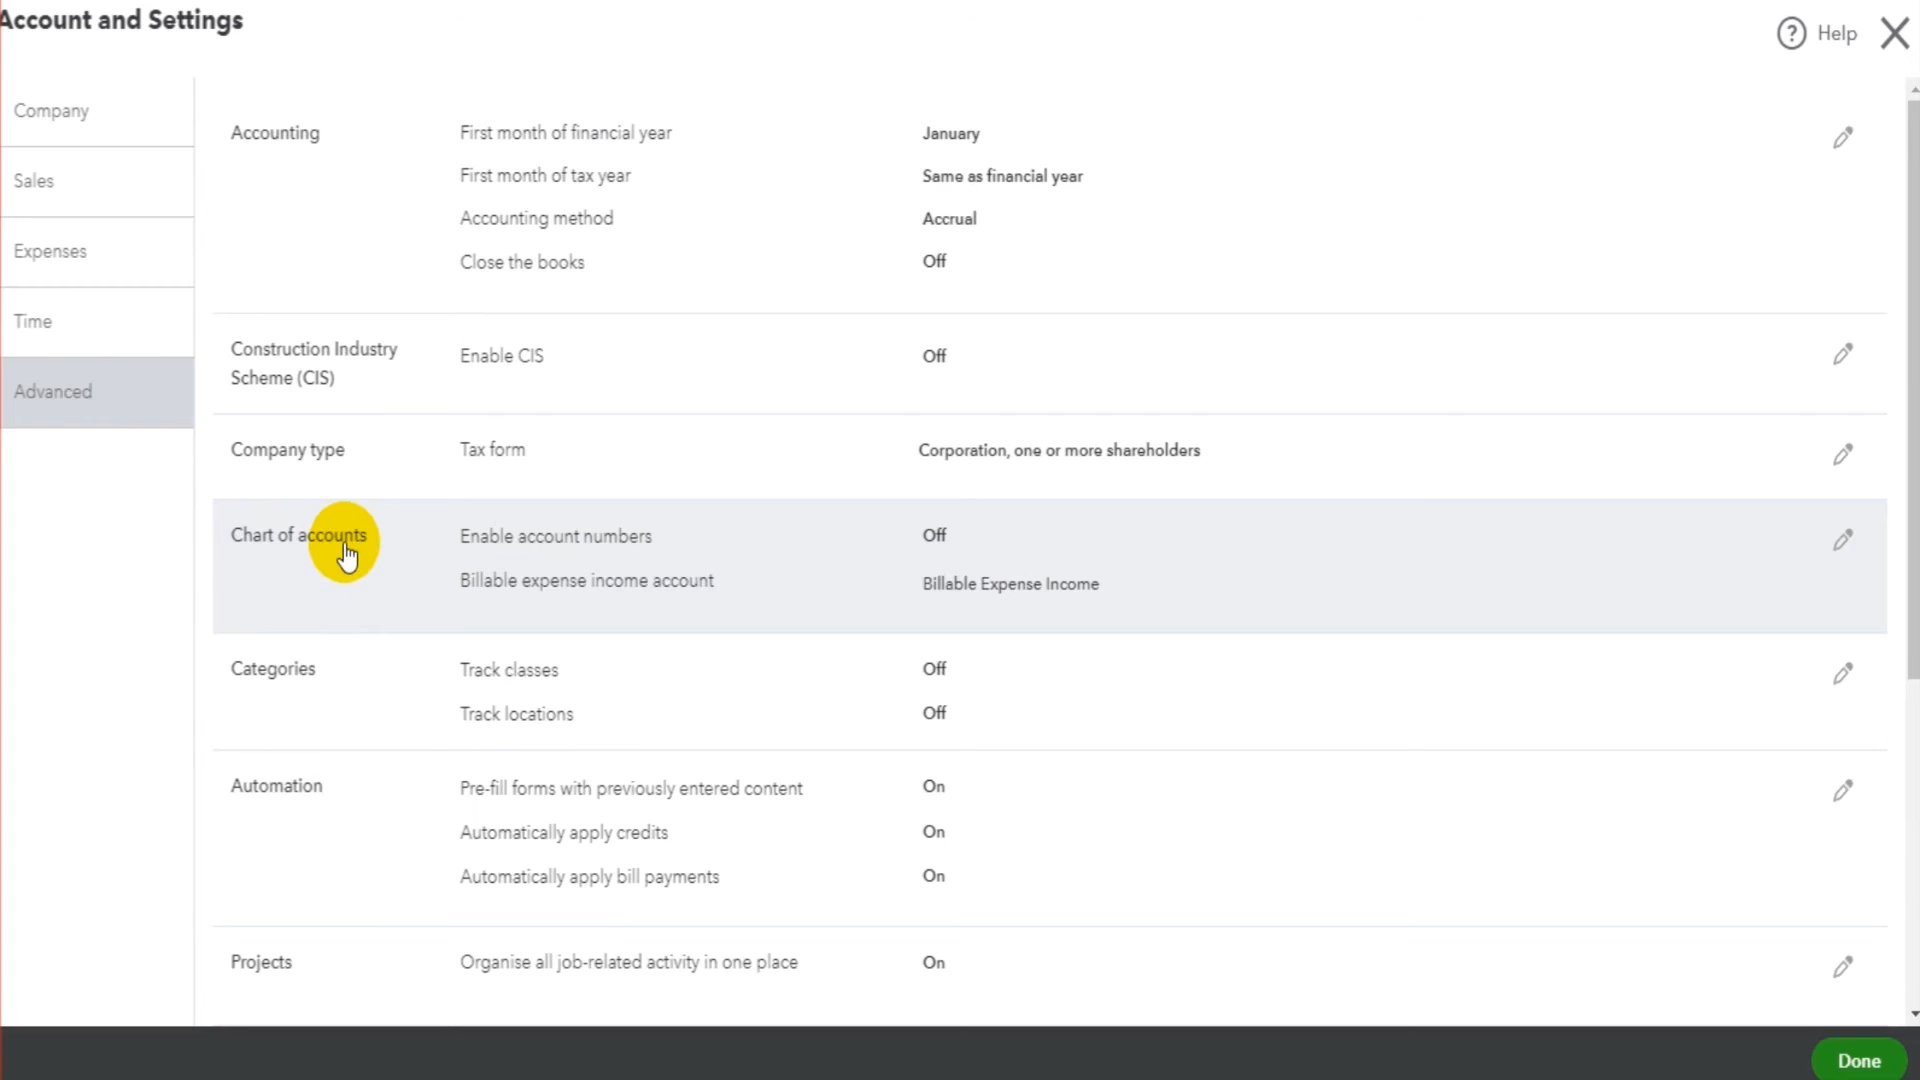 Account and Settings
? Help
Company
Sales
Expenses
Time
Advanced
Accounting
First month of financial year January
First month of tax year Same as financial year
Accounting method Accrual
Close the books Off
Construction Industry
Scheme (CIS)
Enable CIS Off
Company type Tax form Corporation, one or more shareholders
Chart of accounts Enable account numbers Off
Billable expense income account Billable Expense Income
Categories Track classes Off
Track locations Off
Automation Pre-fill forms with previously entered content On
Automatically apply credits On
Automatically apply bill payments On
Projects Organise all job-related activity in one place On
Done